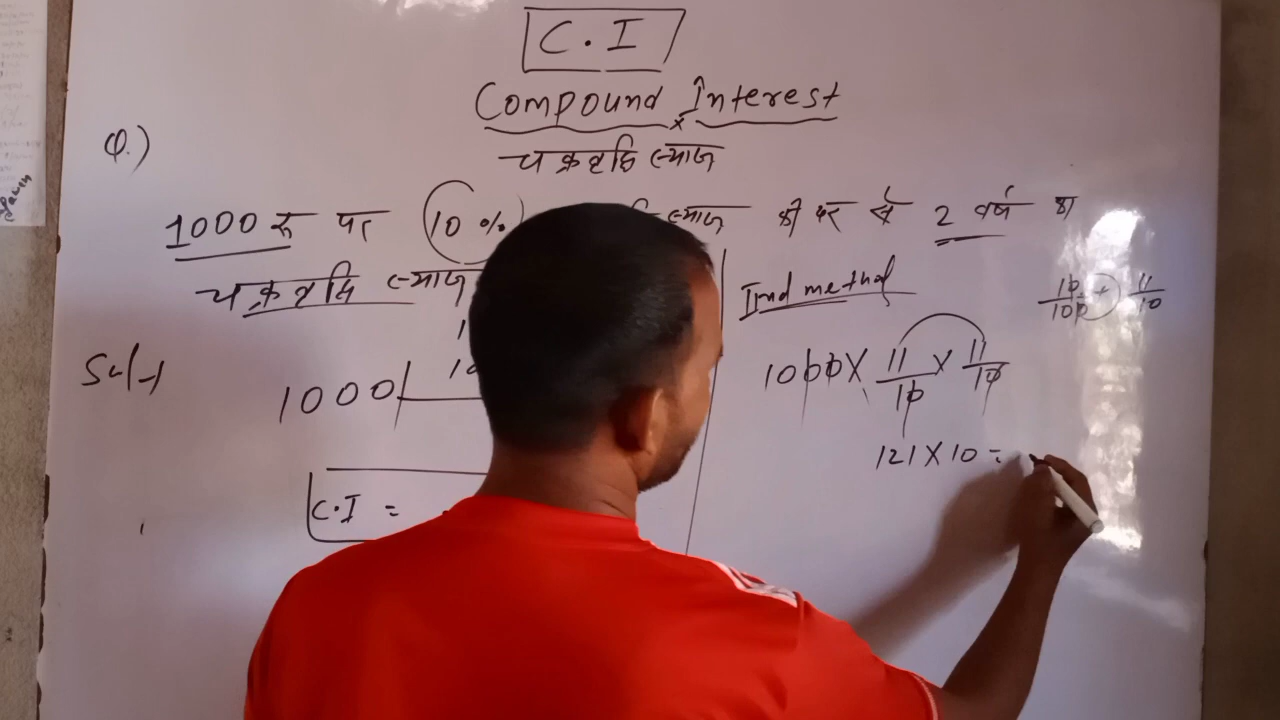 C.I
Compound Interest
चक्रवृद्धि ब्याज
Q.)
1000 रू पर 10 % ब्याज की दर से 2 वर्ष का
चक्रवृद्धि ब्याज
IInd method
10/100 + 11/10
Sol-1
1000
1000 × 11/10 × 11/10
121 × 10 =
C.I =